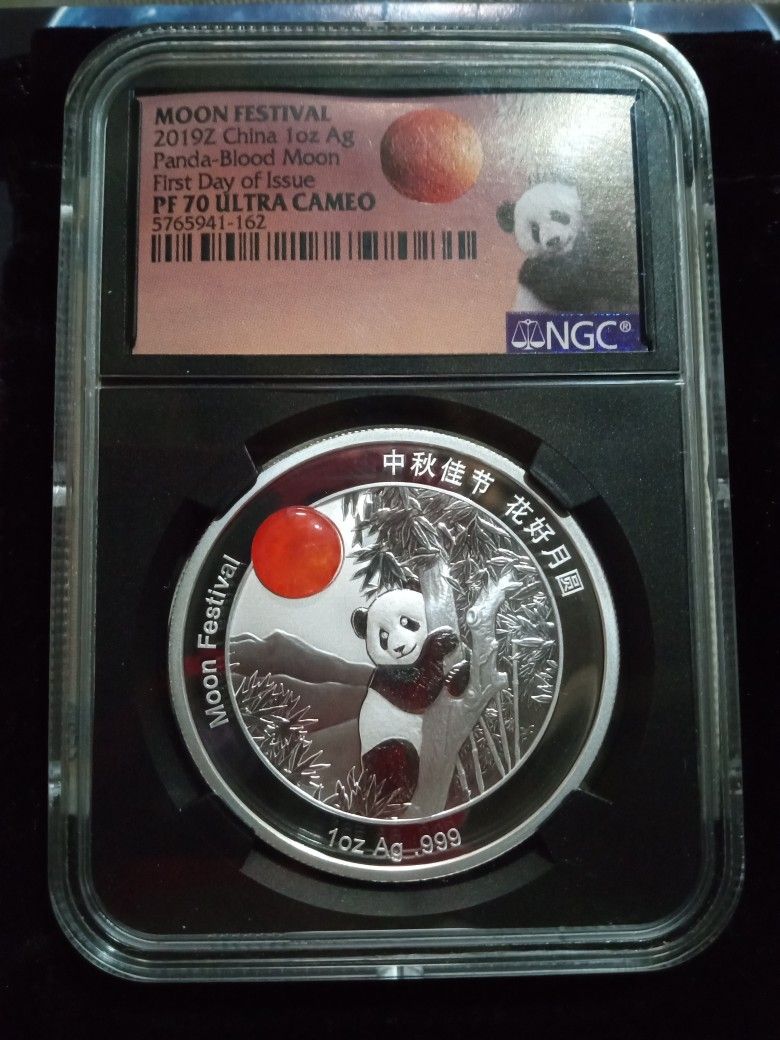 MOON FESTIVAL
2019Z China 1oz Ag
Panda-Blood Moon
First Day of Issue
PF 70 ULTRA CAMEO
5765941-162
NGC®
中秋佳节 花好月圆
Moon Festival
1oz Ag .999